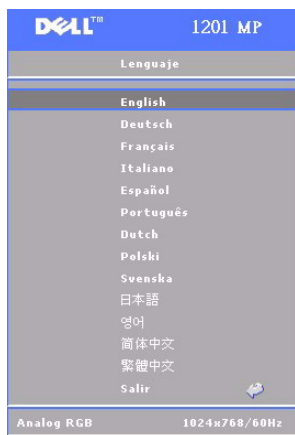 DELL™ 1201 MP
Lenguaje
English
Deutsch
Français
Italiano
Español
Português
Dutch
Polski
Svenska
日本語
영어
简体中文
繁體中文
Salir
Analog RGB 1024x768/60Hz